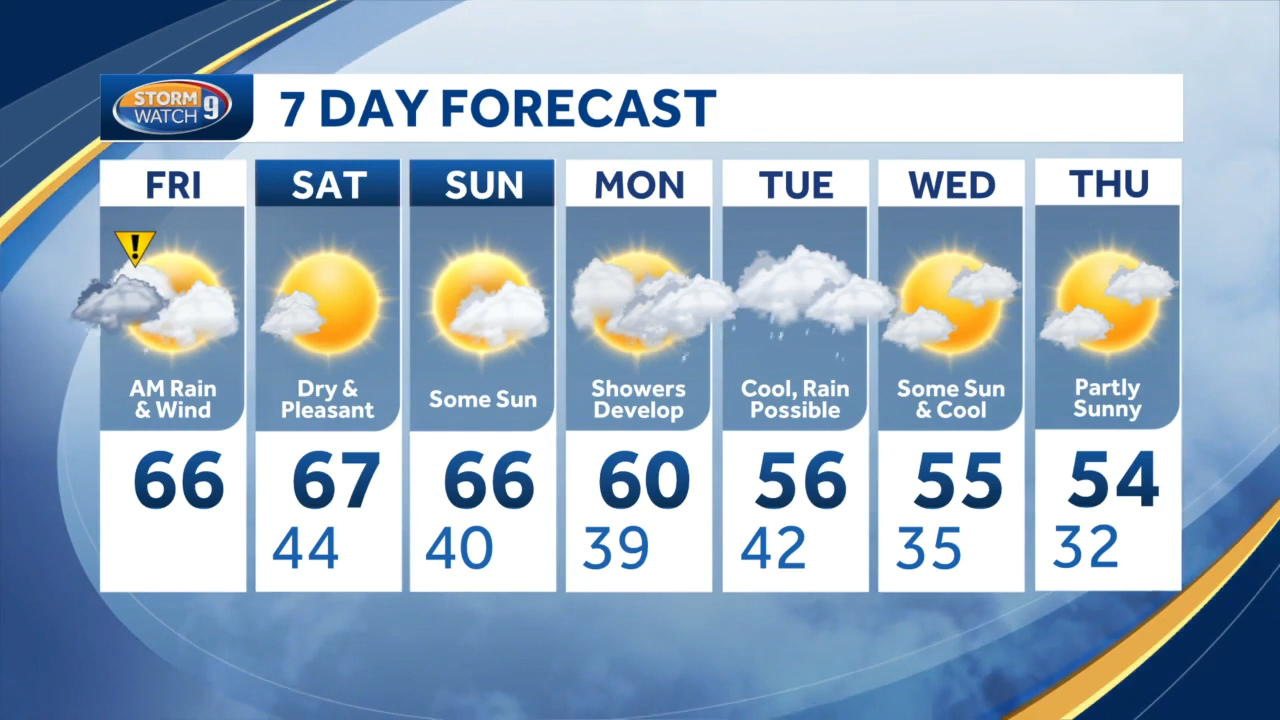 STORM
WATCH 9
7 DAY FORECAST
FRI
SAT
SUN
MON
TUE
WED
THU
!
AM Rain
& Wind
Dry &
Pleasant
Some Sun
Showers
Develop
Cool, Rain
Possible
Some Sun
& Cool
Partly
Sunny
66
67
66
60
56
55
54
44
40
39
42
35
32